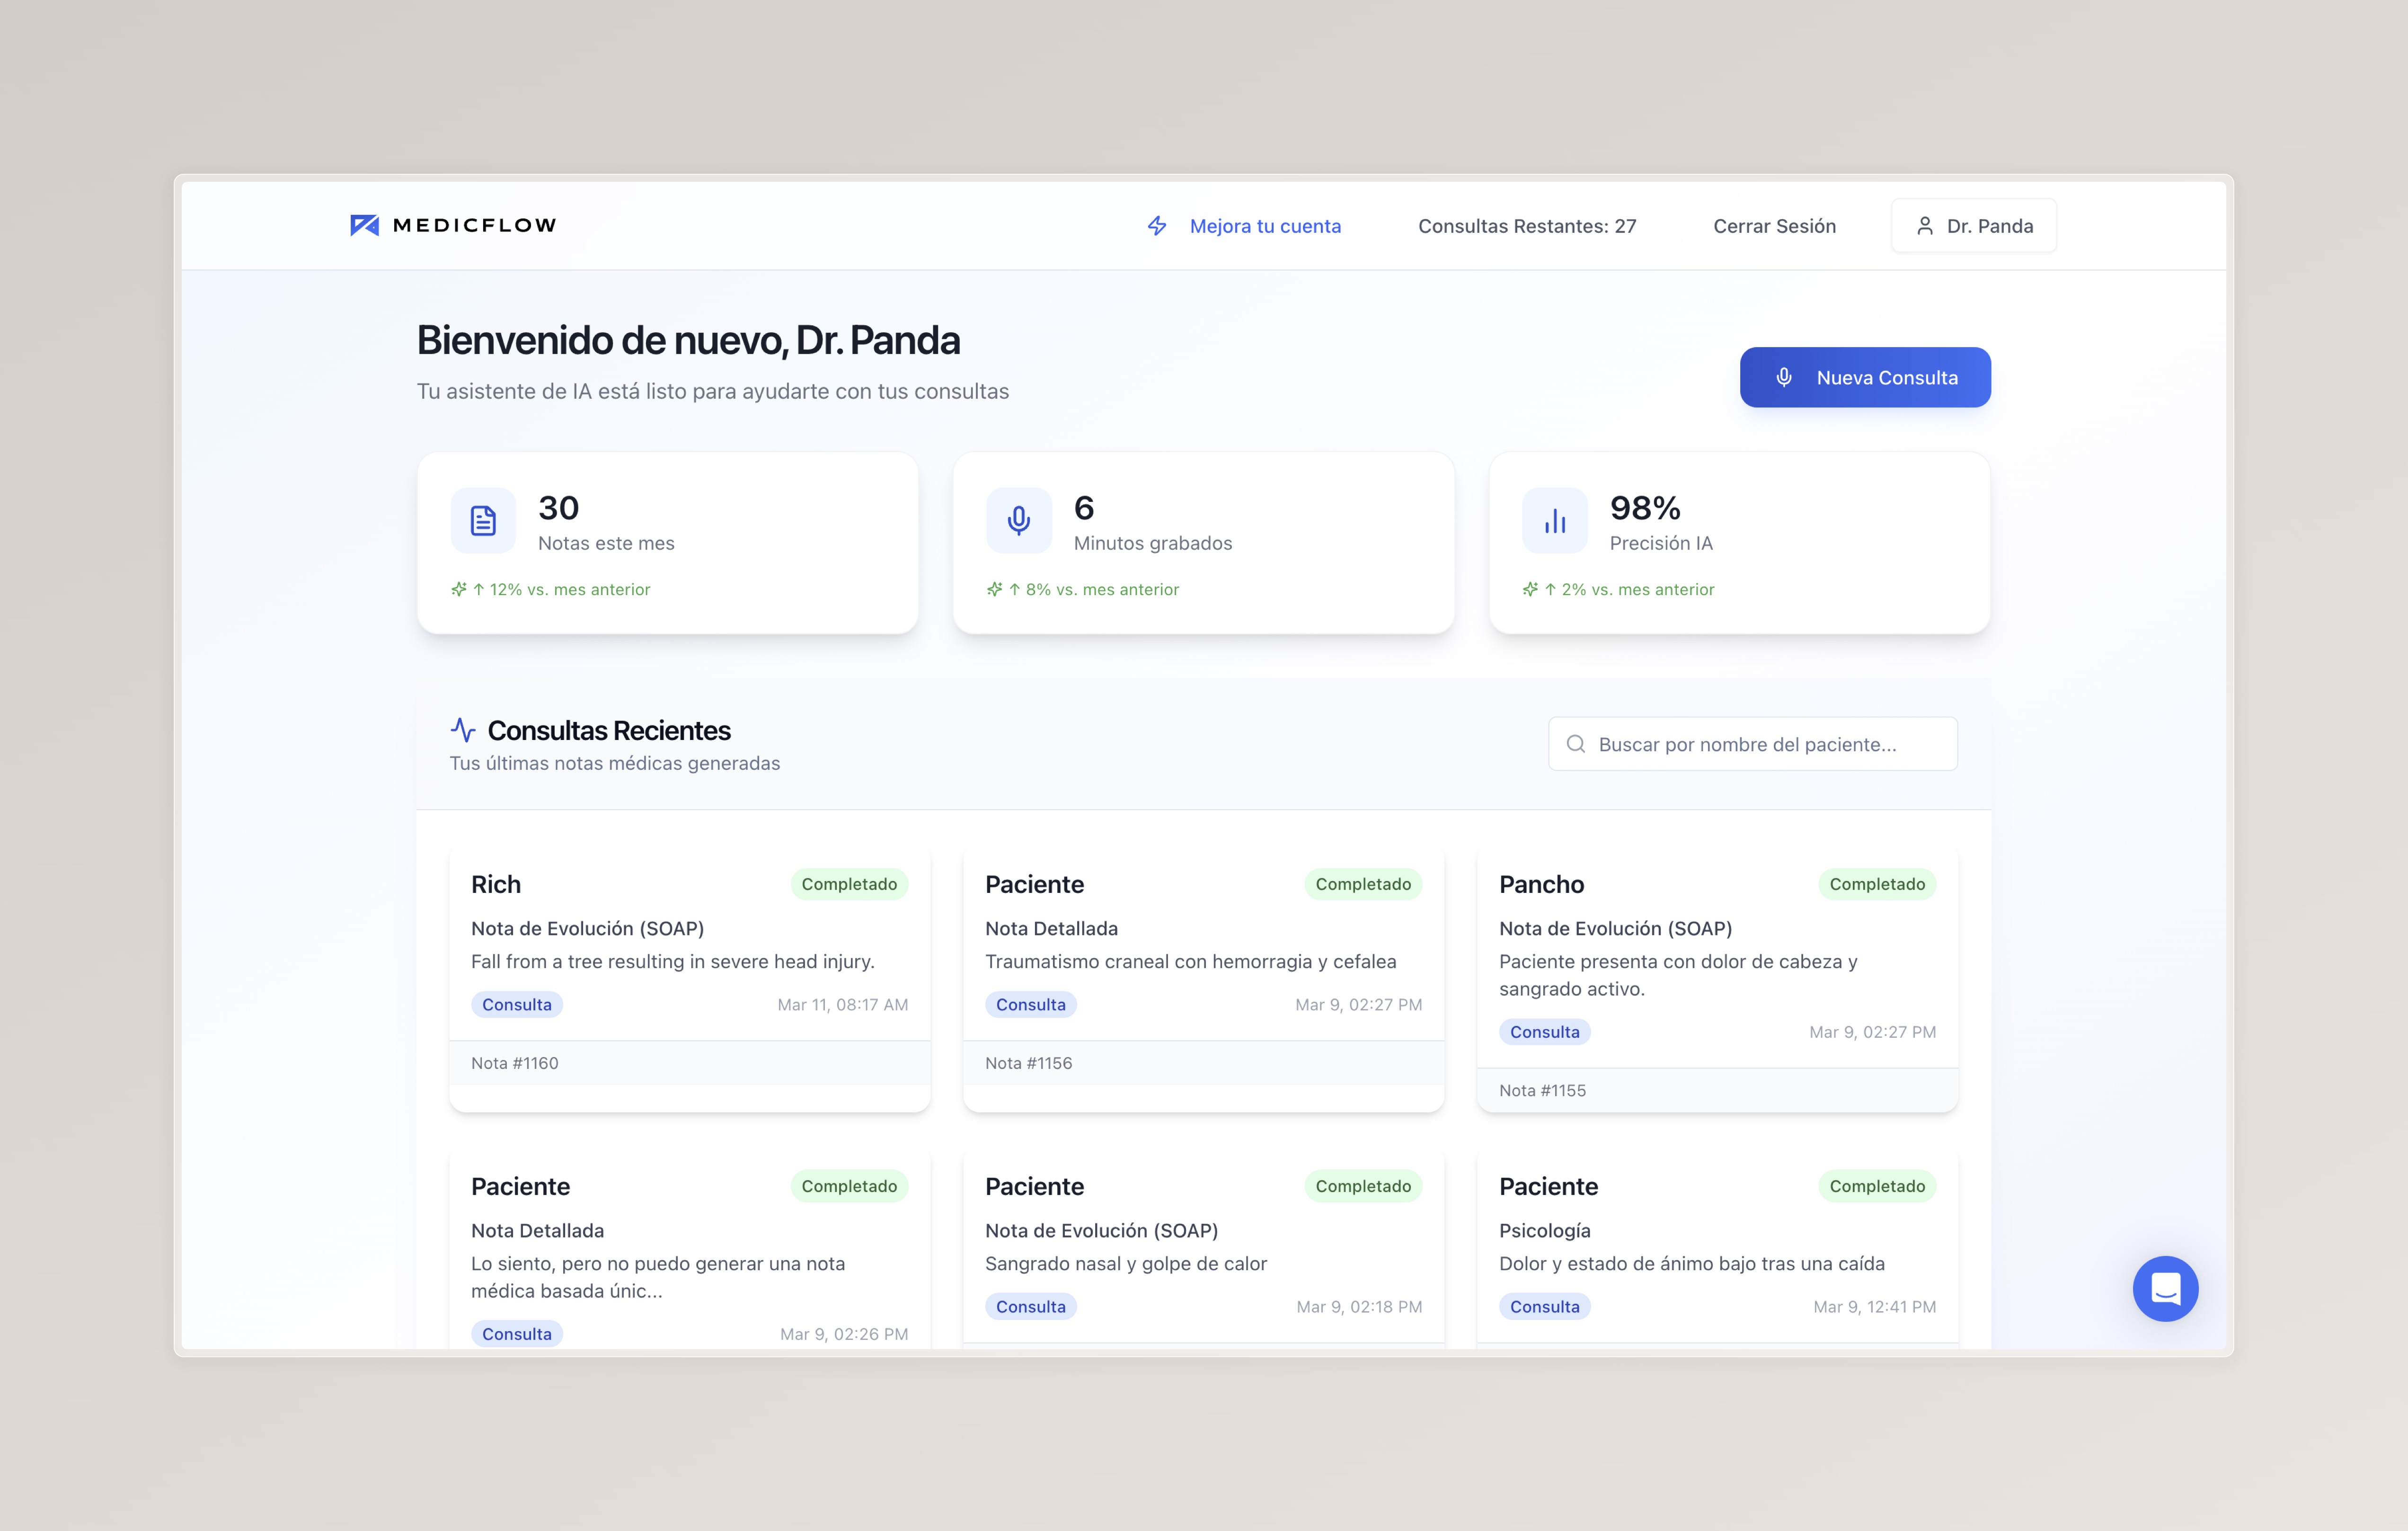 MEDICFLOW
Mejora tu cuenta
Consultas Restantes: 27
Cerrar Sesión
Dr. Panda
Bienvenido de nuevo, Dr. Panda
Tu asistente de IA está listo para ayudarte con tus consultas
Nueva Consulta
30
Notas este mes
↑ 12% vs. mes anterior
6
Minutos grabados
↑ 8% vs. mes anterior
98%
Precisión IA
↑ 2% vs. mes anterior
Consultas Recientes
Tus últimas notas médicas generadas
Buscar por nombre del paciente...
Rich
Completado
Nota de Evolución (SOAP)
Fall from a tree resulting in severe head injury.
Consulta
Mar 11, 08:17 AM
Nota #1160
Paciente
Completado
Nota Detallada
Traumatismo craneal con hemorragia y cefalea
Consulta
Mar 9, 02:27 PM
Nota #1156
Pancho
Completado
Nota de Evolución (SOAP)
Paciente presenta con dolor de cabeza y
sangrado activo.
Consulta
Mar 9, 02:27 PM
Nota #1155
Paciente
Completado
Nota Detallada
Lo siento, pero no puedo generar una nota
médica basada únic...
Consulta
Mar 9, 02:26 PM
Paciente
Completado
Nota de Evolución (SOAP)
Sangrado nasal y golpe de calor
Consulta
Mar 9, 02:18 PM
Paciente
Completado
Psicología
Dolor y estado de ánimo bajo tras una caída
Consulta
Mar 9, 12:41 PM